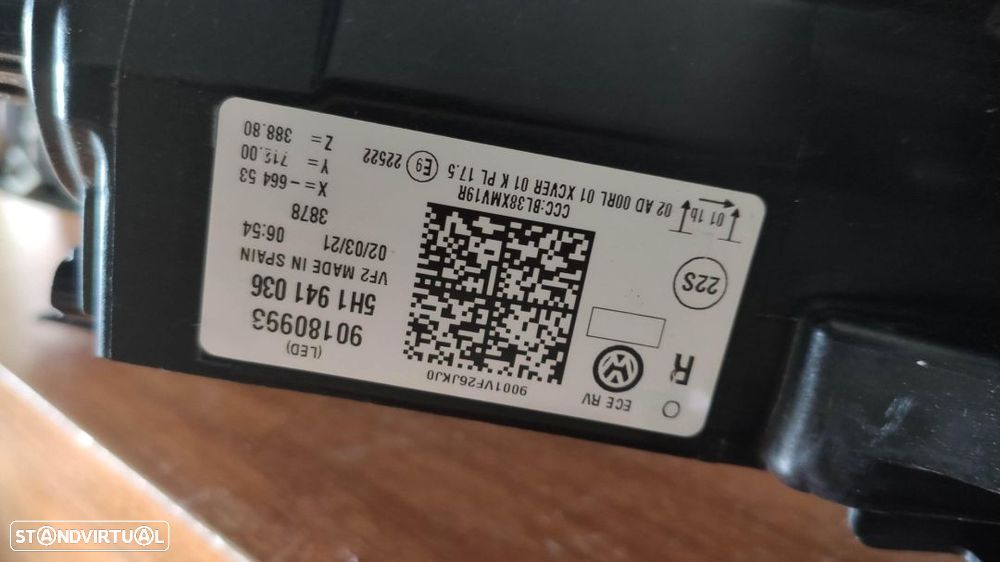 O ECE RV
R
9001VF26JKJ0
(LED)
90180993
5H1 941 036
VF2 MADE IN SPAIN
02/03/21 06:54
3878
X= -664 53
Y= 712.00
Z= 388.80
22S
CCC:BL38XMV19R
01 1b 02 AD 00RL 01 XCVER 01 K PL 17.5 E9 22522
STANDVIRTUAL